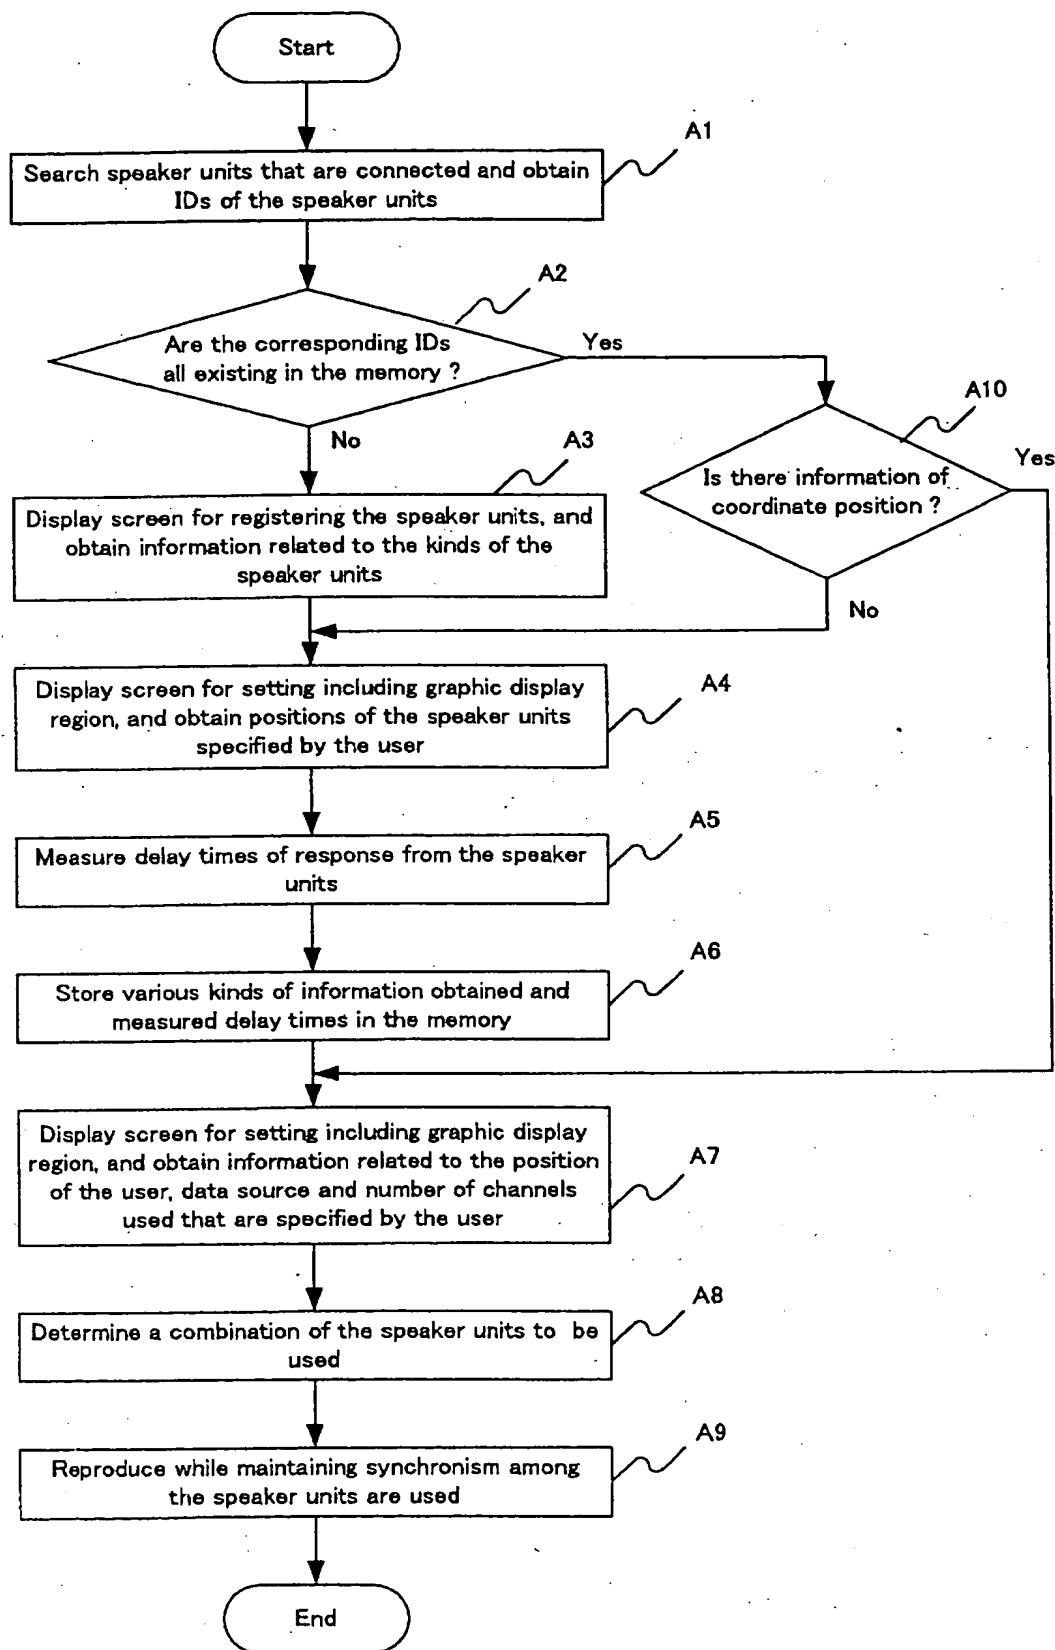 Start
A1
Search speaker units that are connected and obtain
IDs of the speaker units
A2
Are the corresponding IDs
all existing in the memory ?
Yes
No
A10
Is there information of
coordinate position ?
Yes
No
A3
Display screen for registering the speaker units, and
obtain information related to the kinds of the
speaker units
A4
Display screen for setting including graphic display
region, and obtain positions of the speaker units
specified by the user
A5
Measure delay times of response from the speaker
units
A6
Store various kinds of information obtained and
measured delay times in the memory
A7
Display screen for setting including graphic display
region, and obtain information related to the position
of the user, data source and number of channels
used that are specified by the user
A8
Determine a combination of the speaker units to be
used
A9
Reproduce while maintaining synchronism among
the speaker units are used
End